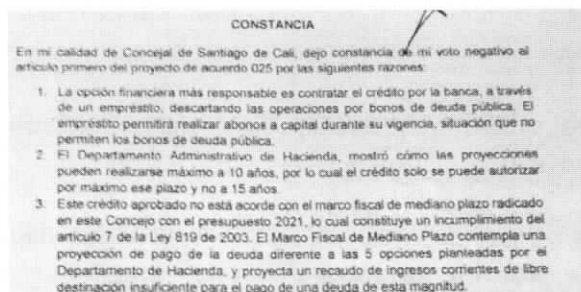 CONSTANCIA
En mi calidad de Concejal de Santiago de Cali, dejo constancia de mi voto negativo al
articulo primero del proyecto de acuerdo 025 por las siguientes razones:
1. La opción financiera más responsable es contratar el crédito por la banca, a través
de un empréstito, descartando las operaciones por bonos de deuda pública. El
empréstito permitirá realizar abonos a capital durante su vigencia, situación que no
permiten los bonos de deuda pública.
2. El Departamento Administrativo de Hacienda, mostró cómo las proyecciones
pueden realizarse máximo a 10 años, por lo cual el crédito solo se puede autorizar
por máximo ese plazo y no a 15 años.
3. Este crédito aprobado no está acorde con el marco fiscal de mediano plazo radicado
en este Concejo con el presupuesto 2021, lo cual constituye un incumplimiento del
articulo 7 de la Ley 819 de 2003. El Marco Fiscal de Mediano Plazo contempla una
proyección de pago de la deuda diferente a las 5 opciones planteadas por el
Departamento de Hacienda, y proyecta un recaudo de ingresos corrientes de libre
destinación insuficiente para el pago de una deuda de esta magnitud.